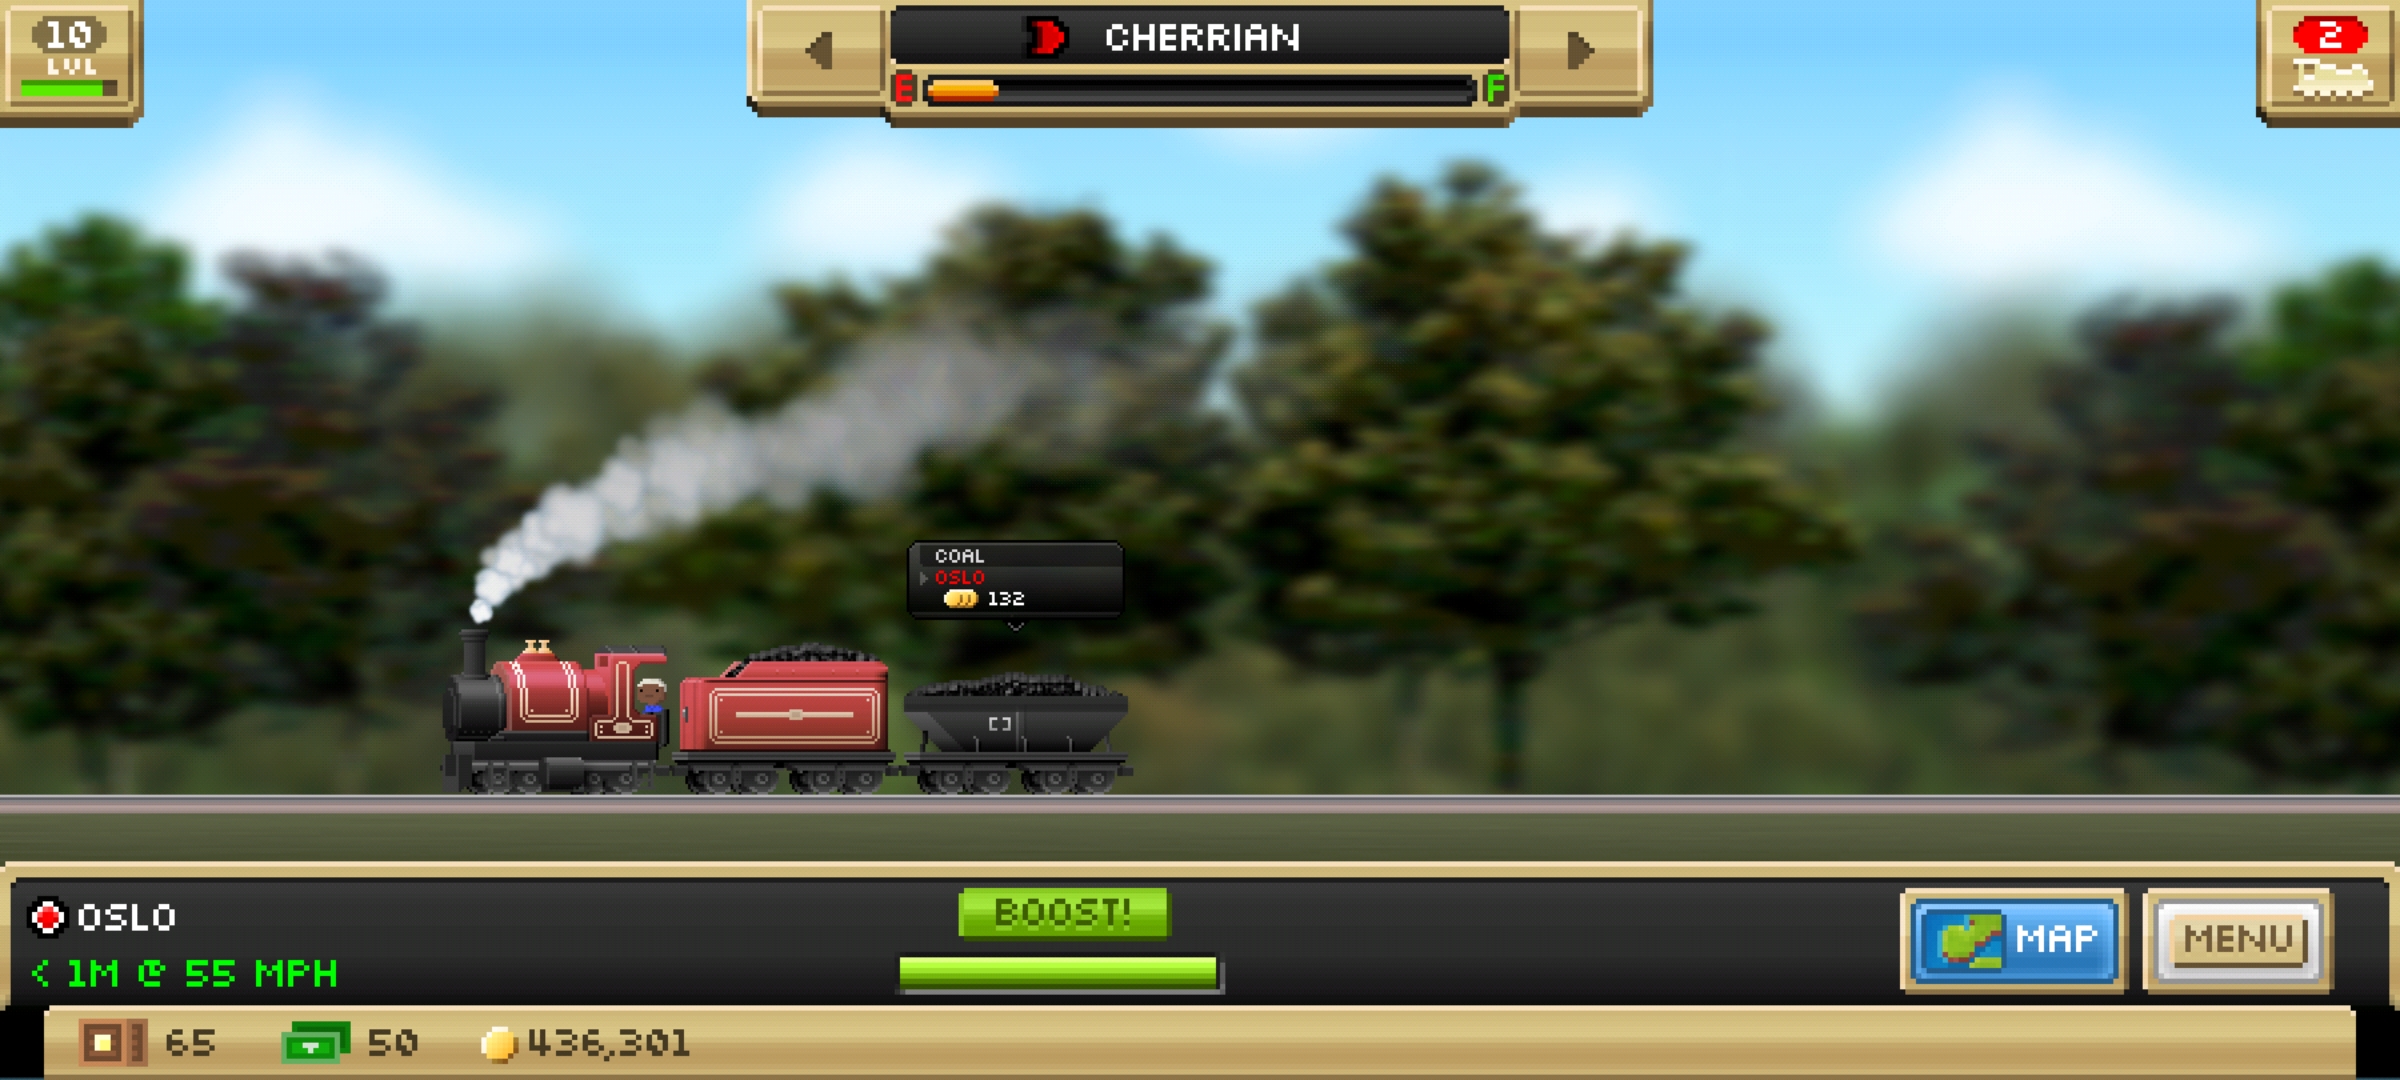 10
LVL
CHERRIAN
E F
2
COAL
OSLO
132
OSLO
BOOST!
< 1M @ 55 MPH
MAP
MENU
65
50
436,301